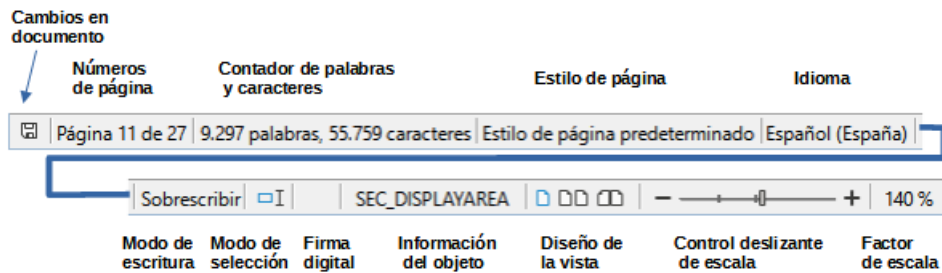 Cambios en
documento
Números
de página
Contador de palabras
y caracteres
Estilo de página
Idioma
Página 11 de 27 9.297 palabras, 55.759 caracteres Estilo de página predeterminado Español (España)
Sobrescribir SEC_DISPLAYAREA 140 %
Modo de
escritura
Modo de
selección
Firma
digital
Información
del objeto
Diseño de
la vista
Control deslizante
de escala
Factor
de escala